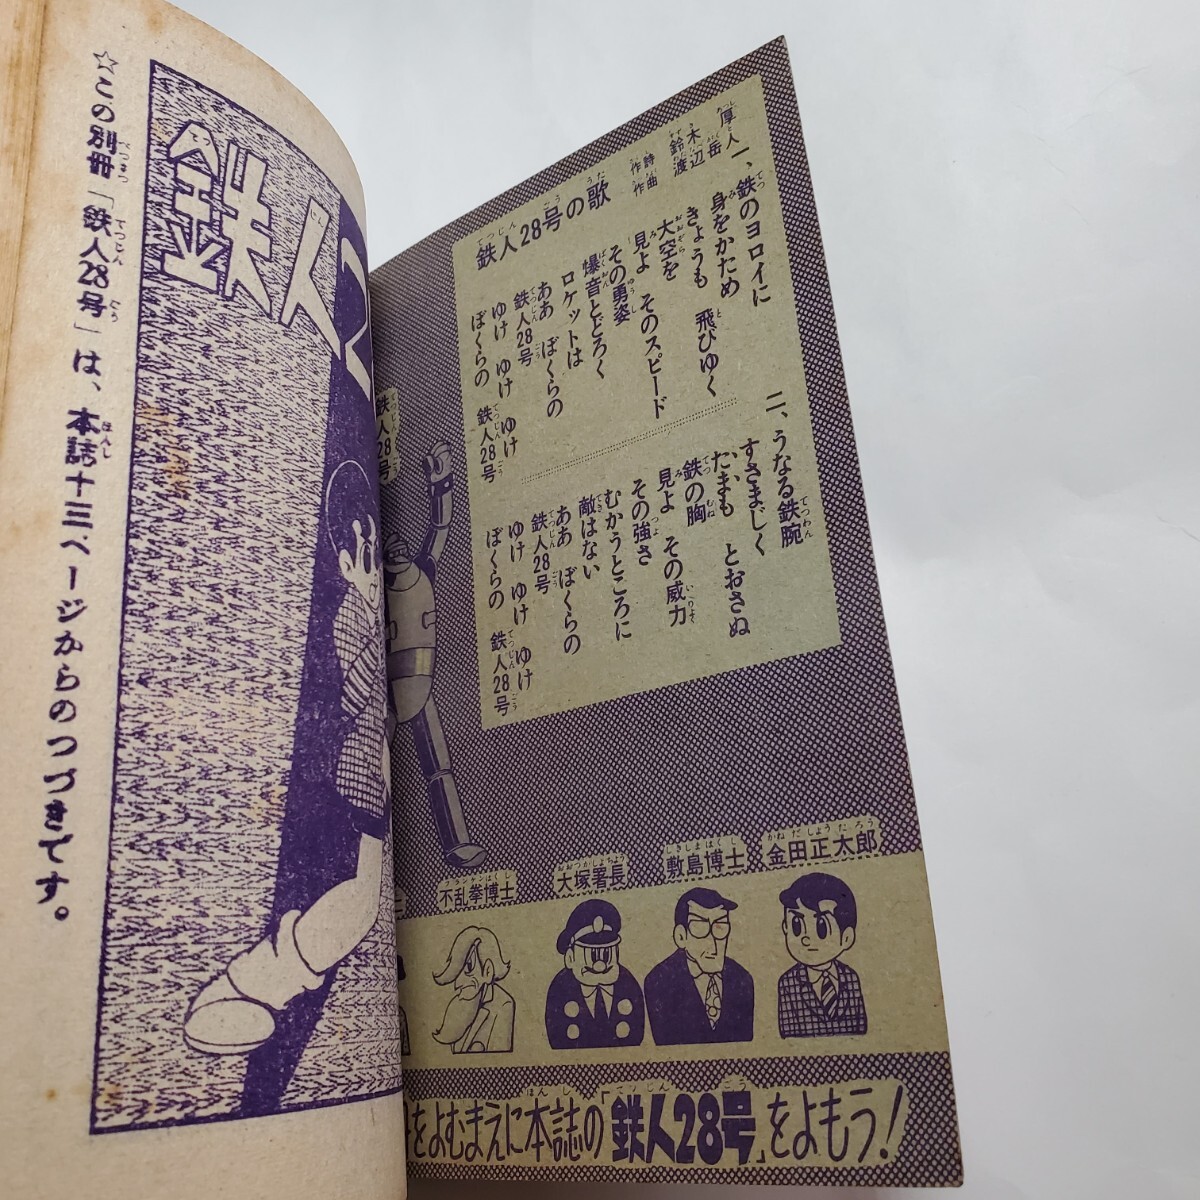 鉄人28号の歌
作詩 鈴木厚人
作曲 渡辺岳
一、鉄のヨロイに
身をかため
きょうも 飛びゆく
大空を
見よ そのスピード
その勇姿
爆音とどろく
ロケットは
ああ ぼくらの
鉄人28号
ゆけ ゆけ ゆけ
ぼくらの 鉄人28号
二、うなる鉄腕
すさまじく
たまも とおさぬ
鉄の胸
見よ その威力
その強さ
むかうところに
敵はない
ああ ぼくらの
鉄人28号
ゆけ ゆけ ゆけ
ぼくらの 鉄人28号
鉄人28号
金田正太郎
敷島博士
大塚署長
不乱拳博士
をよむまえに本誌の「鉄人28号」をよもう!
鉄人2
☆この別冊「鉄人28号」は、本誌十三ページからのつづきです。